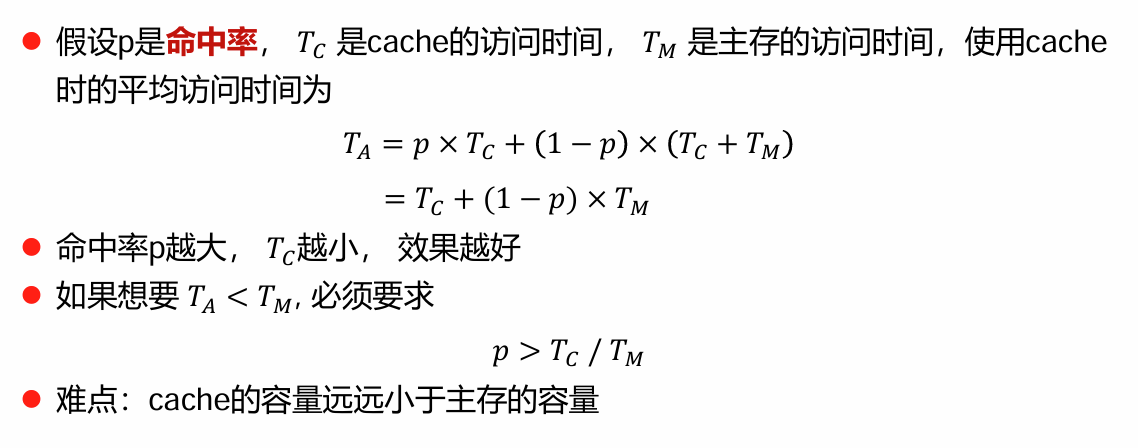 ● 假设p是命中率， T_C 是cache的访问时间， T_M 是主存的访问时间，使用cache
时的平均访问时间为
T_A = p × T_C + (1 − p) × (T_C + T_M)
= T_C + (1 − p) × T_M
● 命中率p越大， T_C越小， 效果越好
● 如果想要 T_A < T_M, 必须要求
p > T_C / T_M
● 难点：cache的容量远远小于主存的容量